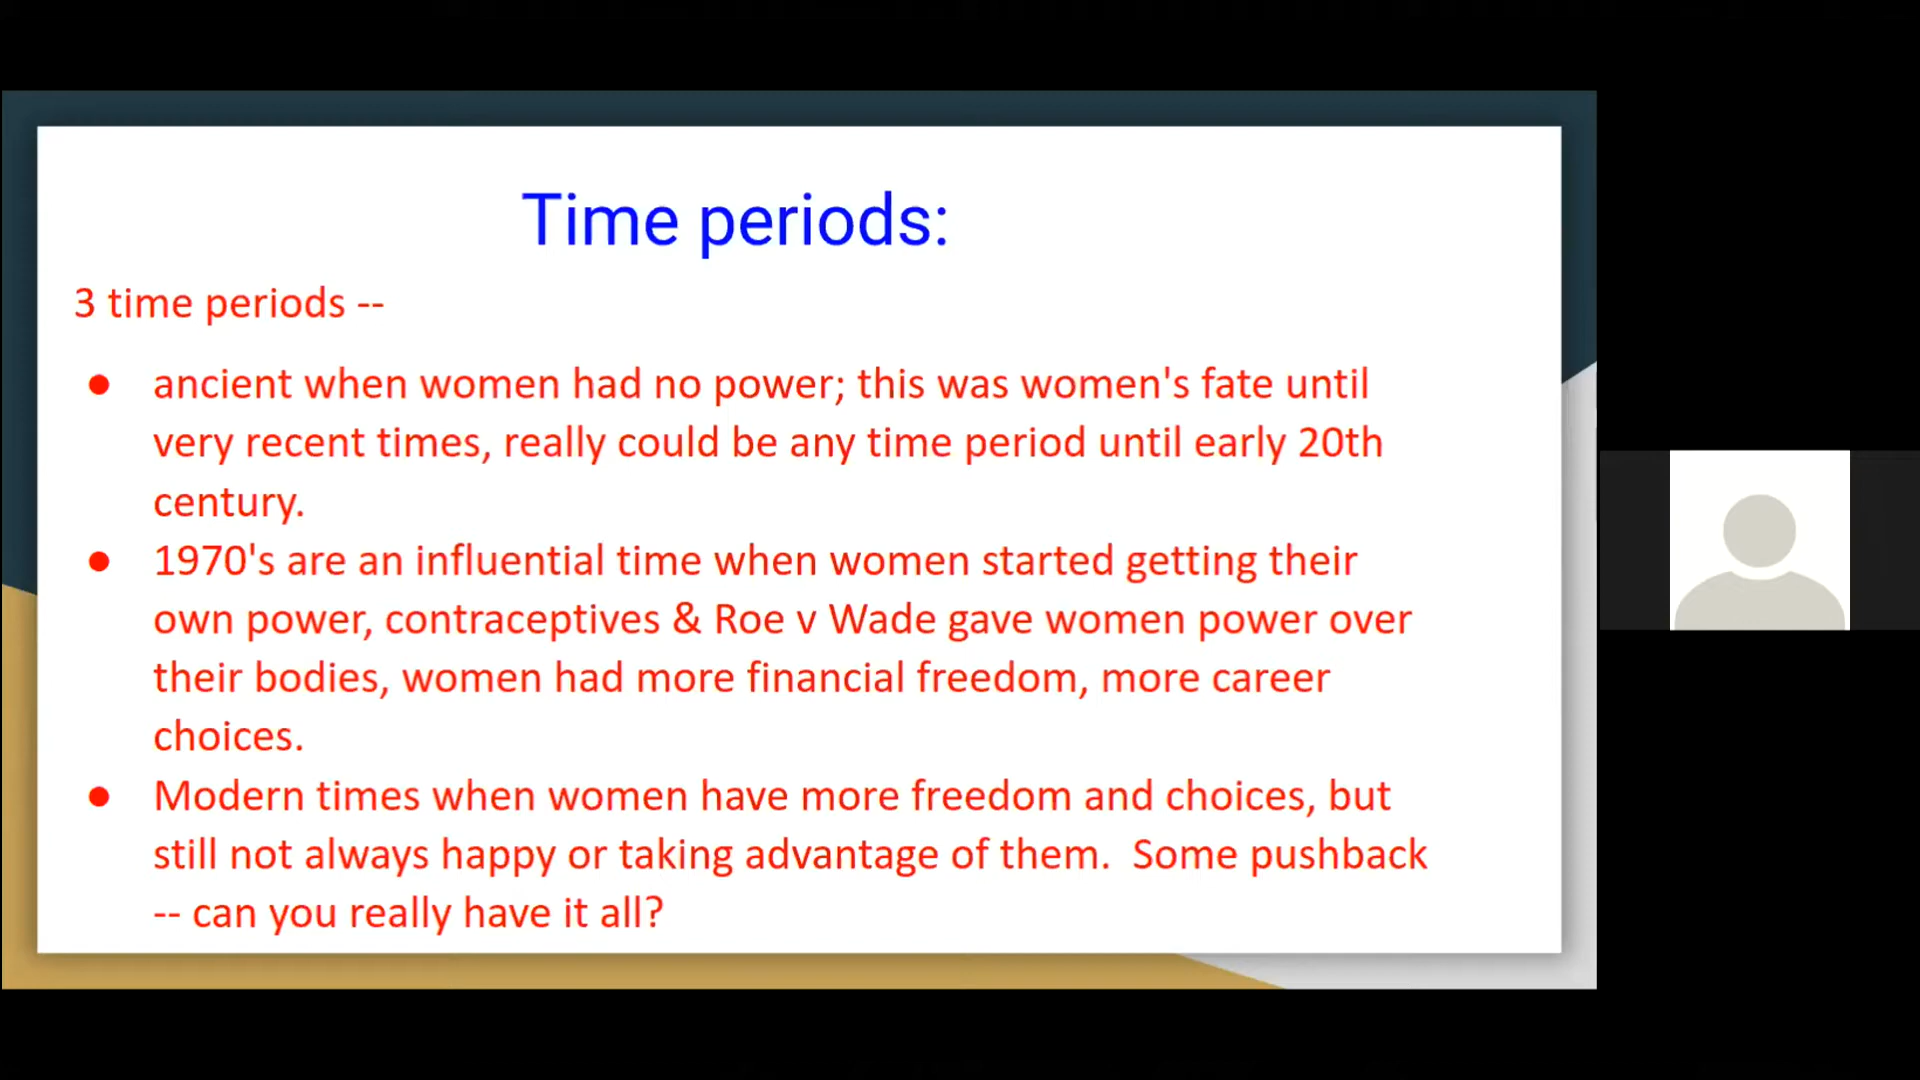 Time periods:
3 time periods --
● ancient when women had no power; this was women's fate until
very recent times, really could be any time period until early 20th
century.
● 1970's are an influential time when women started getting their
own power, contraceptives & Roe v Wade gave women power over
their bodies, women had more financial freedom, more career
choices.
● Modern times when women have more freedom and choices, but
still not always happy or taking advantage of them.  Some pushback
-- can you really have it all?